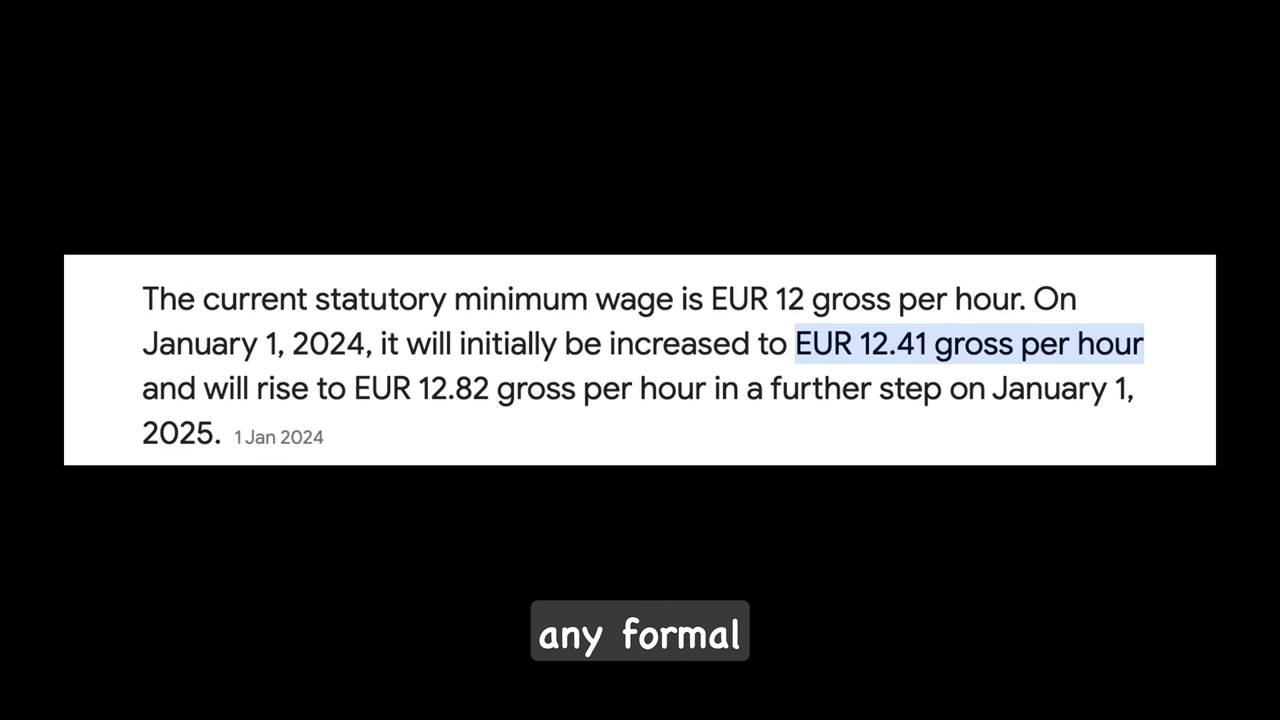 The current statutory minimum wage is EUR 12 gross per hour. On
January 1, 2024, it will initially be increased to EUR 12.41 gross per hour
and will rise to EUR 12.82 gross per hour in a further step on January 1,
2025. 1 Jan 2024
any formal